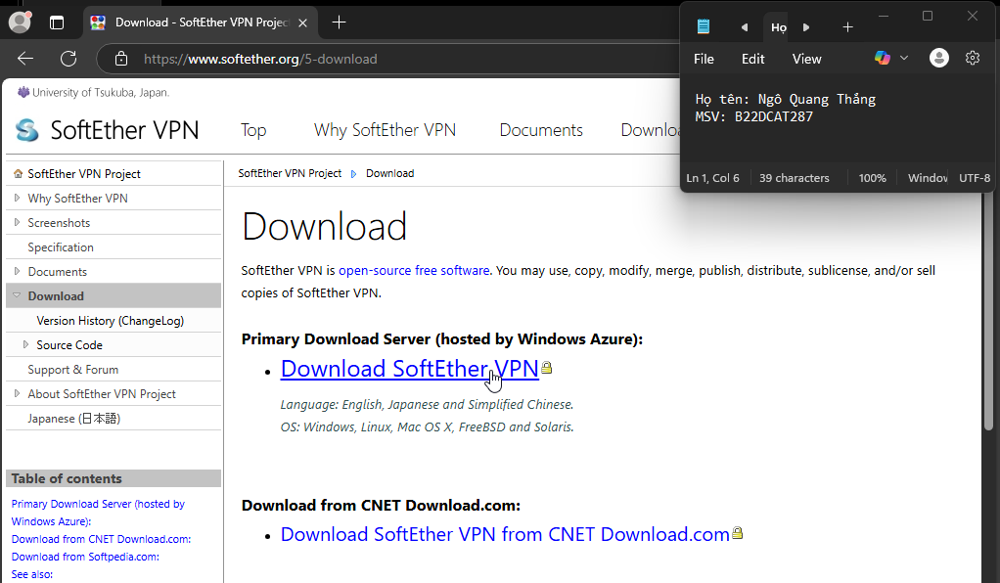 Download - SoftEther VPN Projec
https://www.softether.org/5-download
Họ
File Edit View
Họ tên: Ngô Quang Thắng
MSV: B22DCAT287
Ln 1, Col 6 39 characters 100% Window UTF-8
University of Tsukuba, Japan.
SoftEther VPN
Top Why SoftEther VPN Documents Downloa
SoftEther VPN Project
Why SoftEther VPN
Screenshots
Specification
Documents
Download
Version History (ChangeLog)
Source Code
Support & Forum
About SoftEther VPN Project
Japanese (日本語)
Table of contents
Primary Download Server (hosted by
Windows Azure):
Download from CNET Download.com:
Download from Softpedia.com:
See also:
SoftEther VPN Project Download
Download
SoftEther VPN is open-source free software. You may use, copy, modify, merge, publish, distribute, sublicense, and/or sell
copies of SoftEther VPN.
Primary Download Server (hosted by Windows Azure):
• Download SoftEther VPN
Language: English, Japanese and Simplified Chinese.
OS: Windows, Linux, Mac OS X, FreeBSD and Solaris.
Download from CNET Download.com:
• Download SoftEther VPN from CNET Download.com